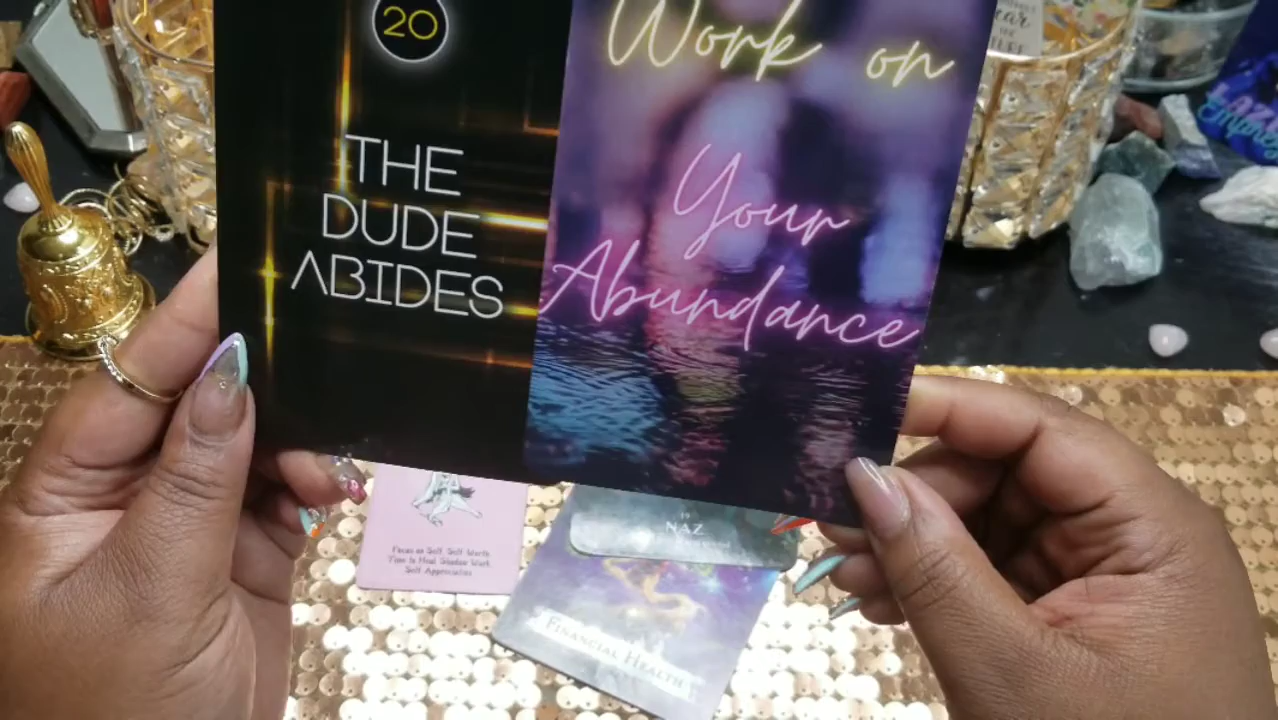 20
THE
DUDE
ABIDES
Work on
Your
Abundance
Focus on Self, Self Worth,
Time to Heal, Shadow Work,
Self Appreciation
19
NAZ
FINANCIAL HEALTH